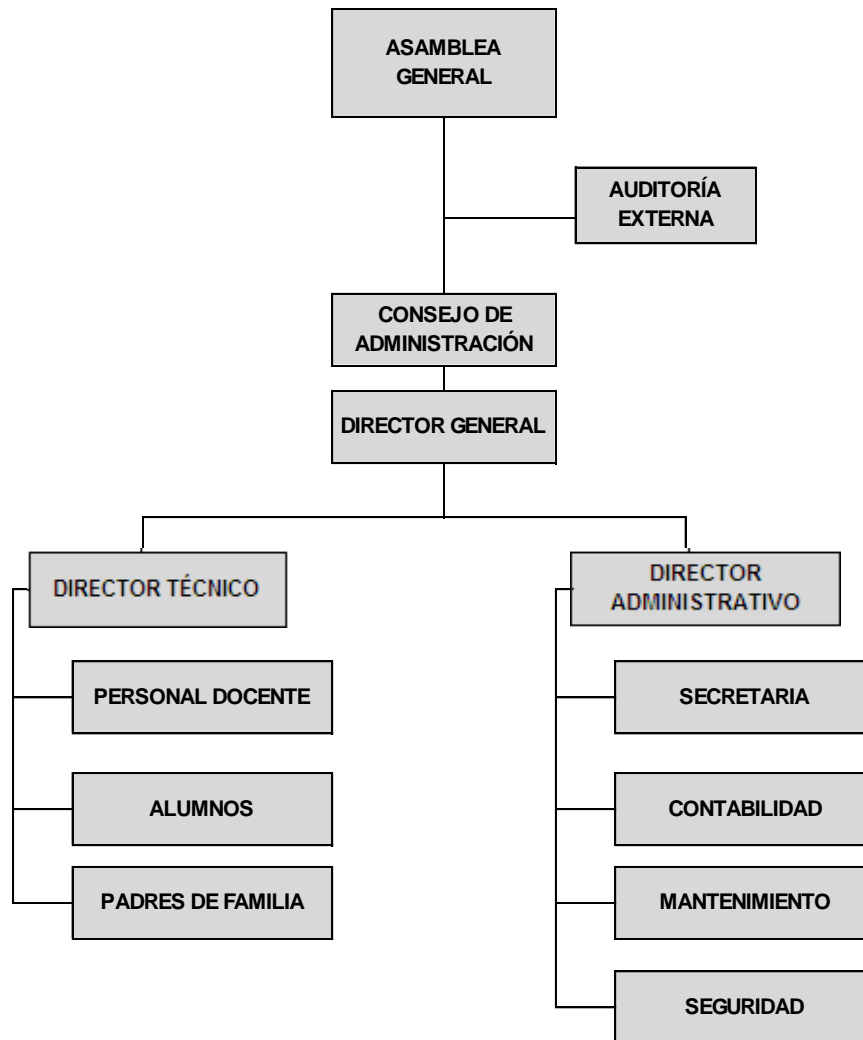 ASAMBLEA
GENERAL
AUDITORÍA
EXTERNA
CONSEJO DE
ADMINISTRACIÓN
DIRECTOR GENERAL
DIRECTOR TÉCNICO
DIRECTOR
ADMINISTRATIVO
PERSONAL DOCENTE
SECRETARIA
ALUMNOS
CONTABILIDAD
PADRES DE FAMILIA
MANTENIMIENTO
SEGURIDAD